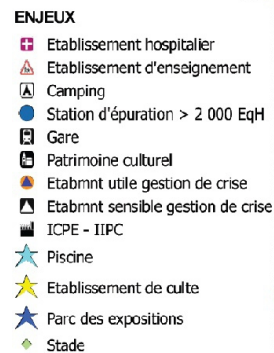 ENJEUX
Etablissement hospitalier
Etablissement d'enseignement
Camping
Station d'épuration > 2 000 EqH
Gare
Patrimoine culturel
Etabmnt utile gestion de crise
Etabmnt sensible gestion de crise
ICPE - IIPC
Piscine
Etablissement de culte
Parc des expositions
Stade